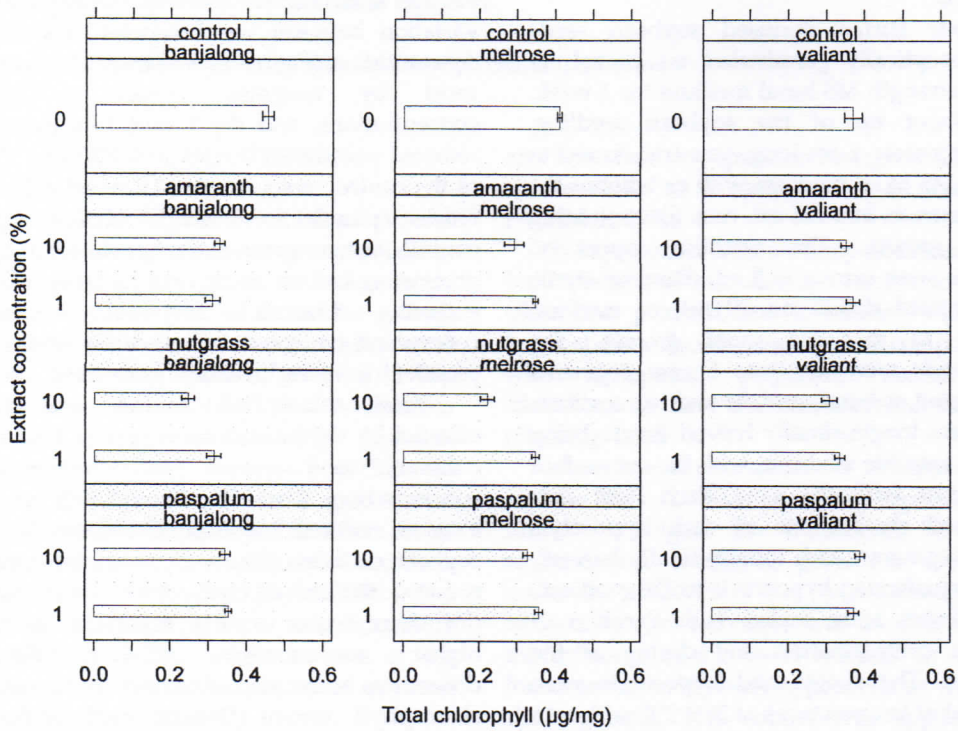 control control control
banjalong melrose valiant
0 0 0
amaranth amaranth amaranth
banjalong melrose valiant
10 10 10
1 1 1
nutgrass nutgrass nutgrass
banjalong melrose valiant
10 10 10
1 1 1
paspalum paspalum paspalum
banjalong melrose valiant
10 10 10
1 1 1
0.0 0.2 0.4 0.6 0.0 0.2 0.4 0.6 0.0 0.2 0.4 0.6
Total chlorophyll (µg/mg)
Extract concentration (%)